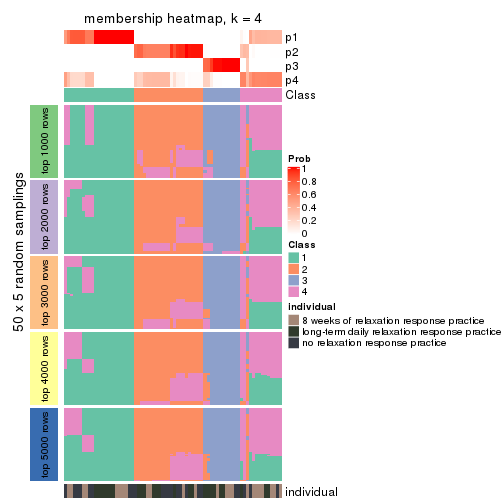 membership heatmap, k = 4
p1
p2
p3
p4
Class
50 x 5 random samplings
top 1000 rows
top 2000 rows
top 3000 rows
top 4000 rows
top 5000 rows
individual
Prob
1
0.8
0.6
0.4
0.2
0
Class
1
2
3
4
individual
8 weeks of relaxation response practice
long-term daily relaxation response practice
no relaxation response practice